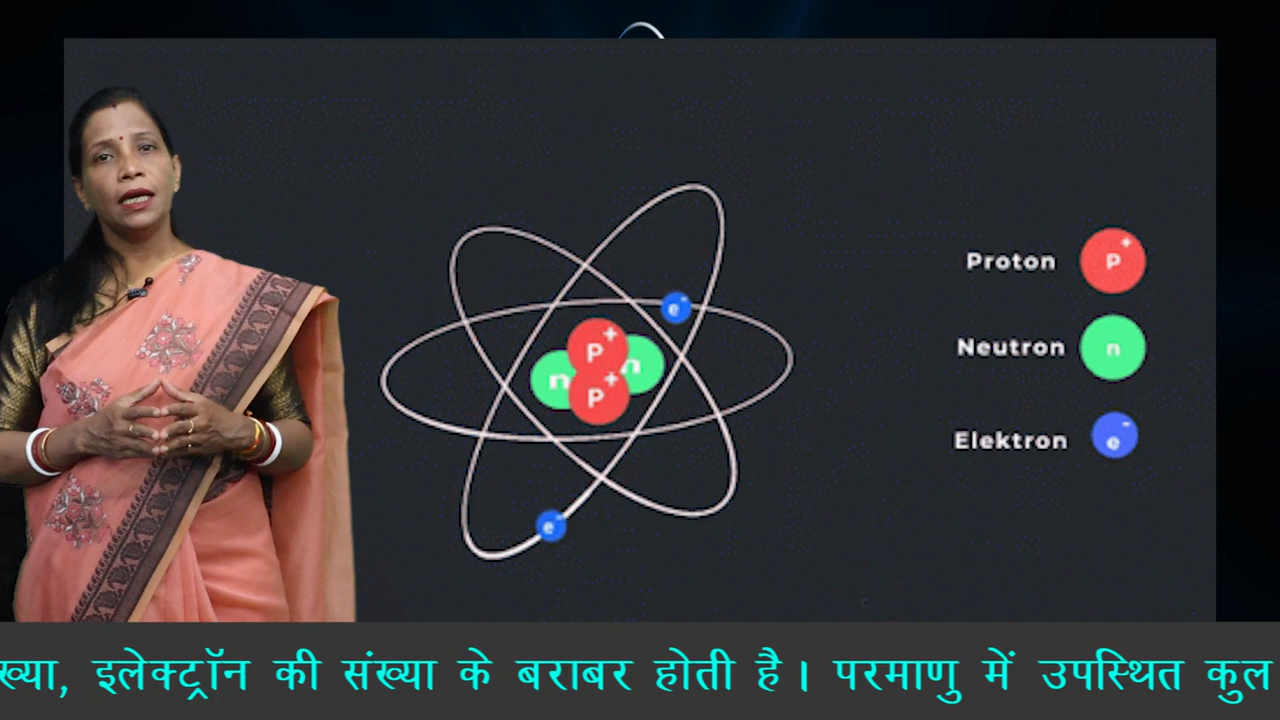 Proton
P+
Neutron
n
Elektron
e-
e-
P+
n
n
P+
e-
इलेक्ट्रॉन की संख्या के बराबर होती है। परमाणु में उपस्थित कुल